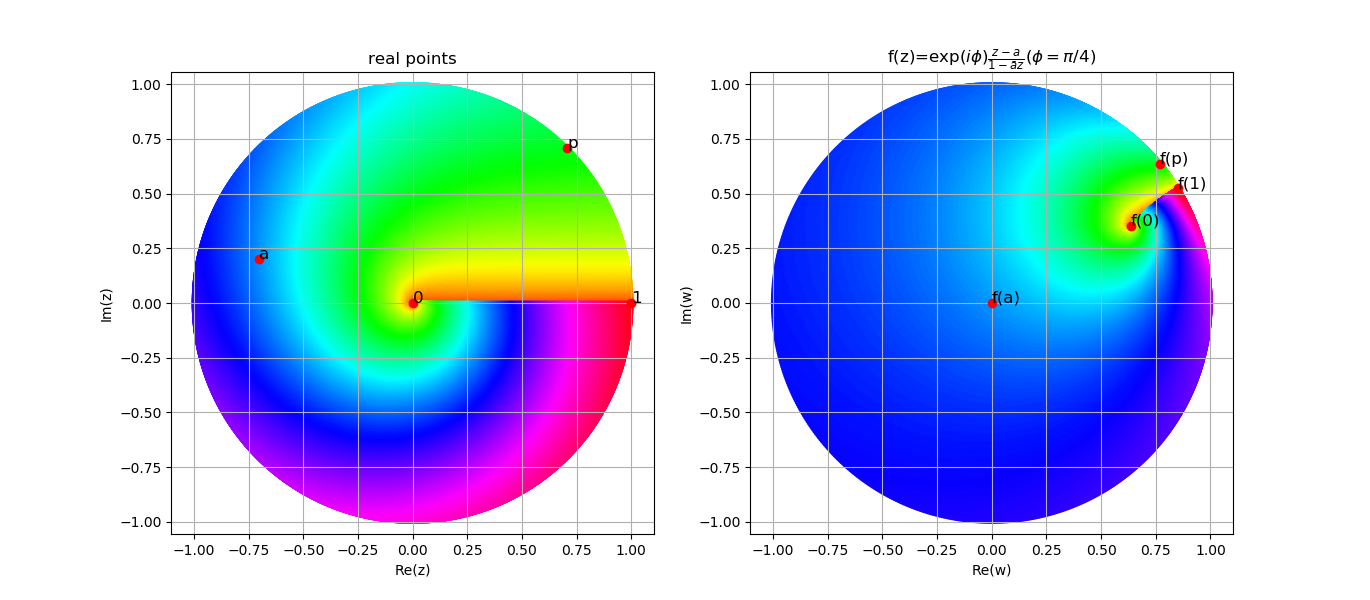 real points
1.00
0.75
0.50
0.25
0.00
−0.25
−0.50
−0.75
−1.00
−1.00 −0.75 −0.50 −0.25 0.00 0.25 0.50 0.75 1.00
Re(z)
Im(z)
p
a
0
1
f(z)=exp(iϕ)\frac{z−a}{1−āz}(ϕ = π/4)
1.00
0.75
0.50
0.25
0.00
−0.25
−0.50
−0.75
−1.00
−1.00 −0.75 −0.50 −0.25 0.00 0.25 0.50 0.75 1.00
Re(w)
Im(w)
f(p)
f(1)
f(0)
f(a)